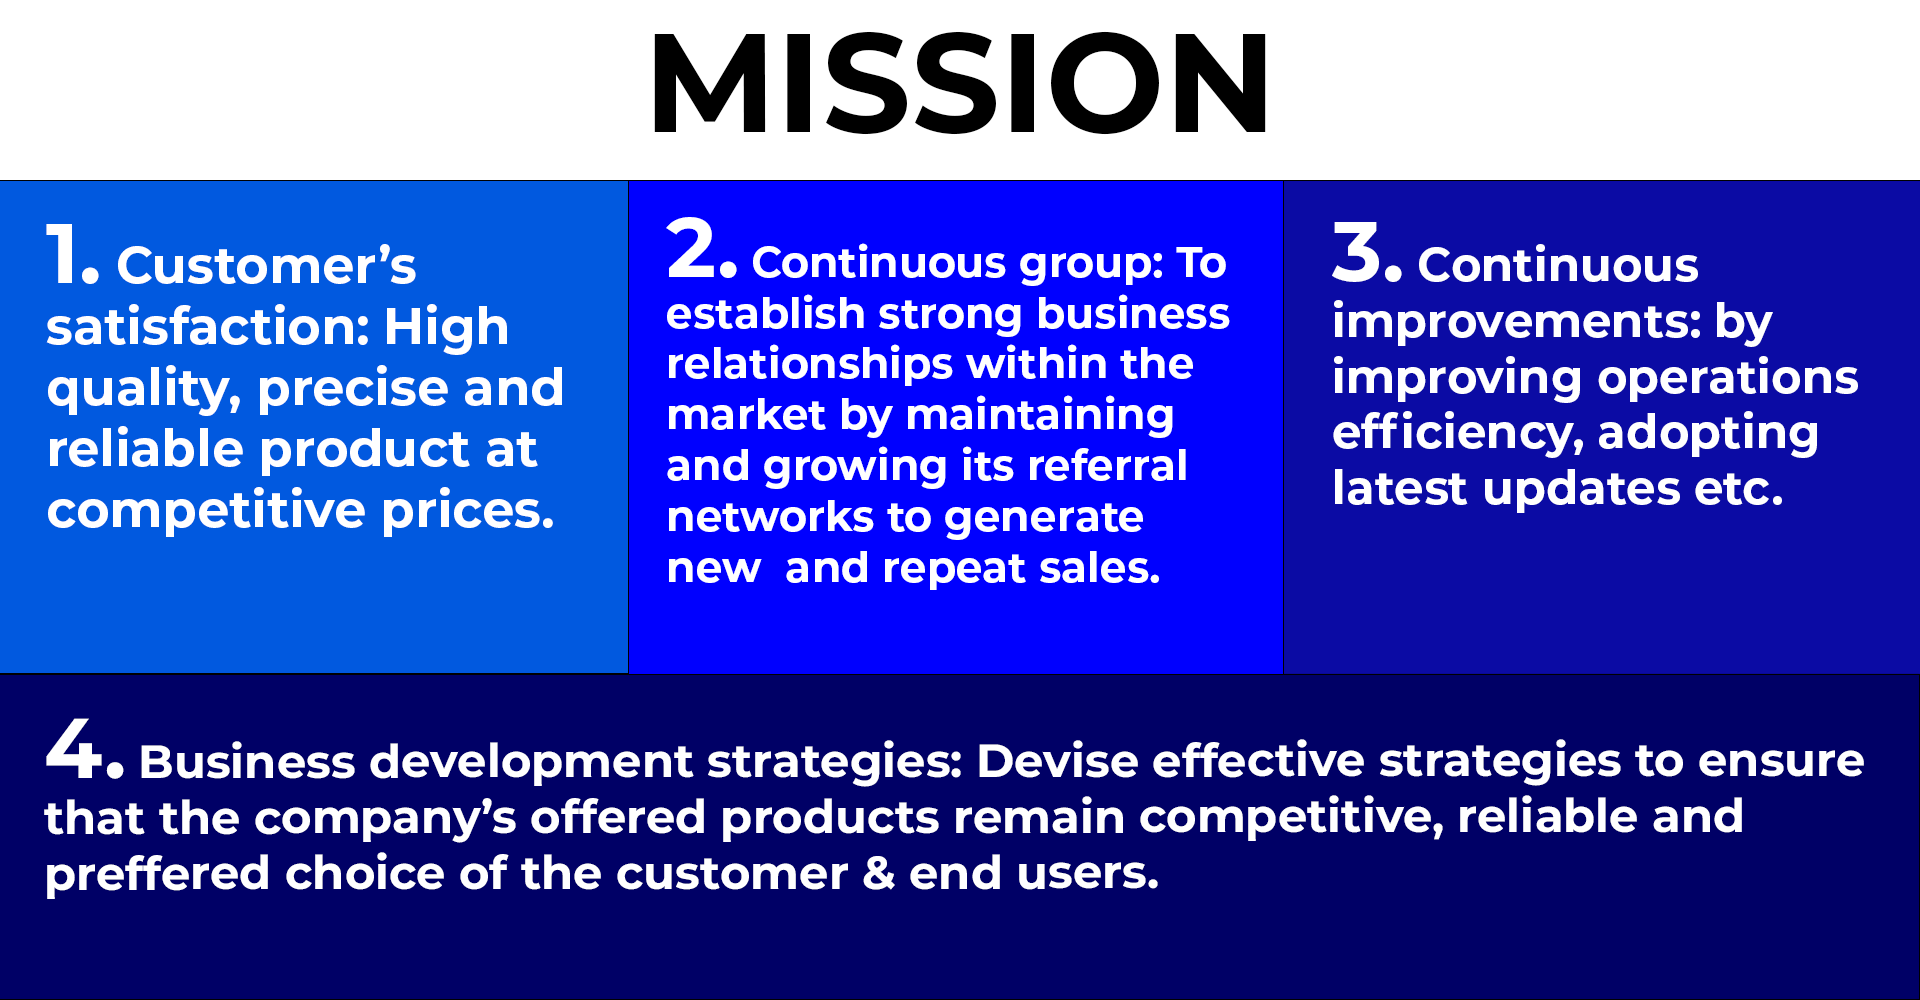 MISSION
1. Customer’s
satisfaction: High
quality, precise and
reliable product at
competitive prices.
2. Continuous group: To
establish strong business
relationships within the
market by maintaining
and growing its referral
networks to generate
new  and repeat sales.
3. Continuous
improvements: by
improving operations
efficiency, adopting
latest updates etc.
4. Business development strategies: Devise effective strategies to ensure
that the company’s offered products remain competitive, reliable and
preffered choice of the customer & end users.